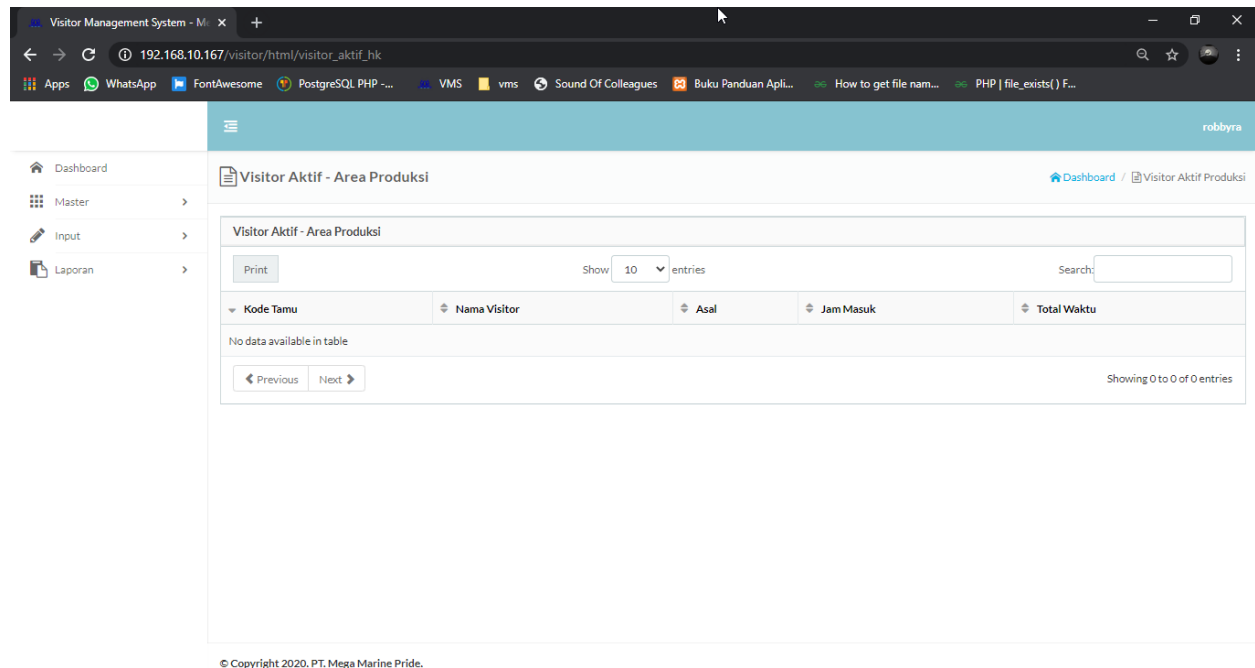 Visitor Management System - Me
192.168.10.167/visitor/html/visitor_aktif_hk
Apps WhatsApp FontAwesome PostgreSQL PHP -... VMS vms Sound Of Colleagues Buku Panduan Apli... How to get file nam... PHP | file_exists( ) F...
robbyra
Dashboard
Master
Input
Laporan
Visitor Aktif - Area Produksi
Dashboard / Visitor Aktif Produksi
Visitor Aktif - Area Produksi
Print Show 10 entries Search:
Kode Tamu Nama Visitor Asal Jam Masuk Total Waktu
No data available in table
Previous Next Showing 0 to 0 of 0 entries
© Copyright 2020. PT. Mega Marine Pride.